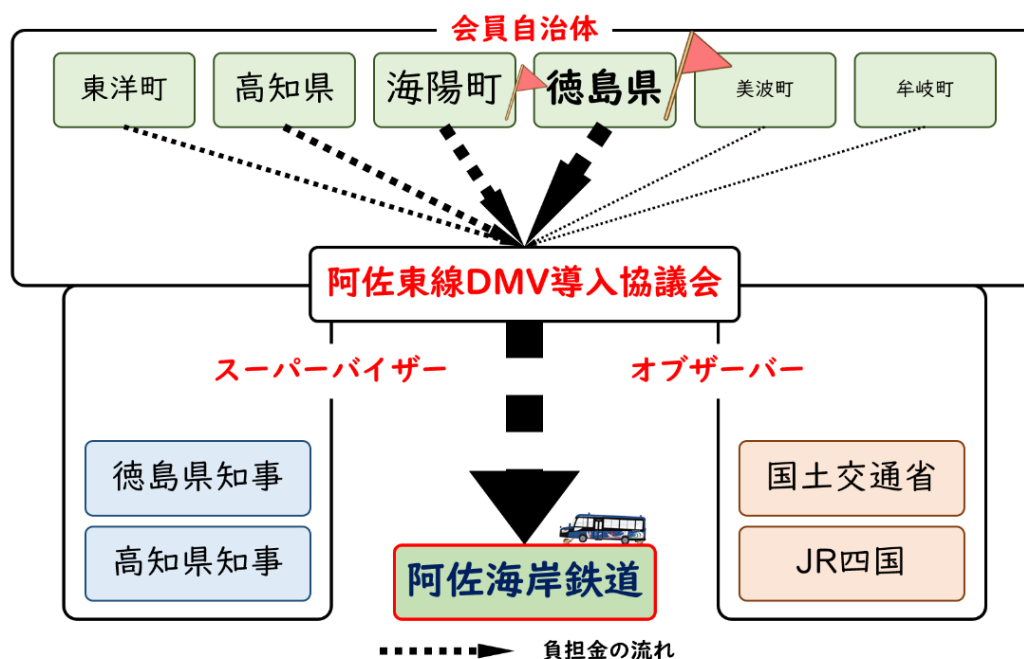 会員自治体
東洋町
高知県
海陽町
徳島県
美波町
牟岐町
阿佐東線DMV導入協議会
スーパーバイザー
オブザーバー
徳島県知事
高知県知事
国土交通省
JR四国
阿佐海岸鉄道
負担金の流れ